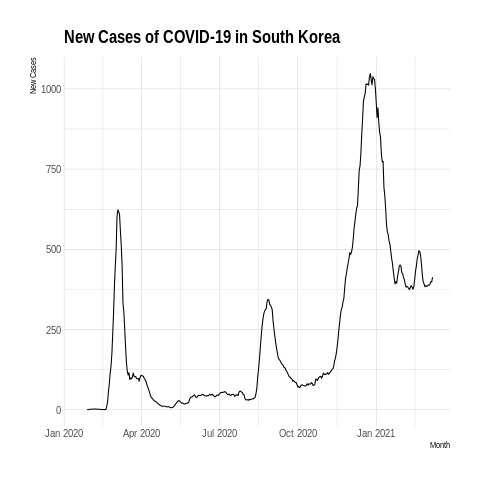 New Cases of COVID-19 in South Korea
New Cases
1000
750
500
250
0
Jan 2020 Apr 2020 Jul 2020 Oct 2020 Jan 2021
Month